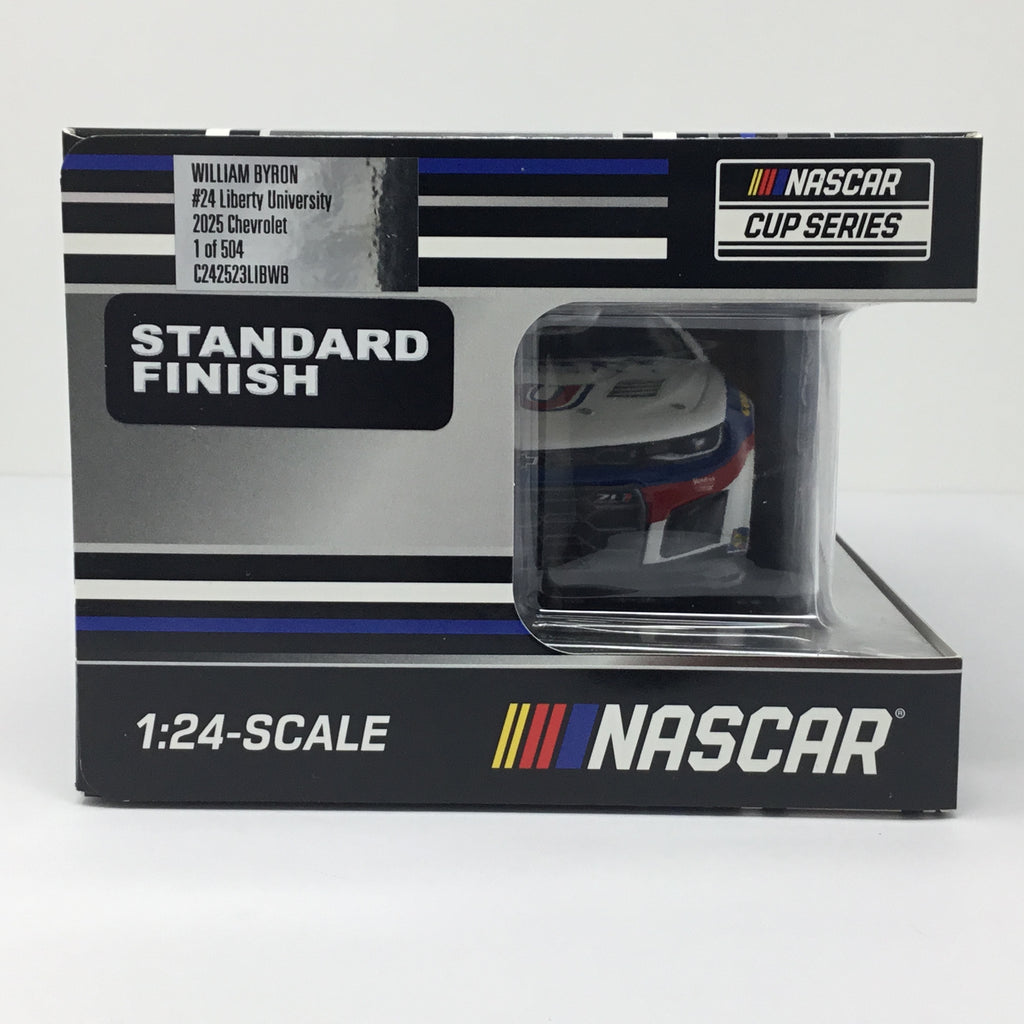 WILLIAM BYRON
#24 Liberty University
2025 Chevrolet
1 of 504
C242523LIBWB
NASCAR
CUP SERIES
STANDARD
FINISH
ZL1
1:24-SCALE
NASCAR®